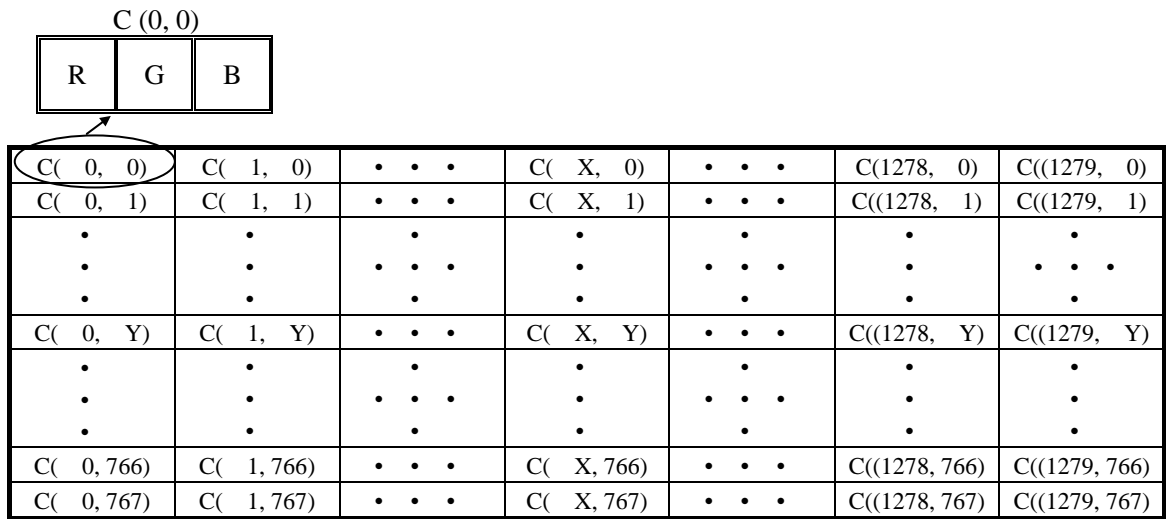 C (0, 0)
R G B
C( 0, 0) C( 1, 0) • • • C( X, 0) • • • C(1278, 0) C((1279, 0)
C( 0, 1) C( 1, 1) • • • C( X, 1) • • • C((1278, 1) C((1279, 1)
• • • • • • •
• • • • • • • • • • • • •
• • • • • • •
C( 0, Y) C( 1, Y) • • • C( X, Y) • • • C((1278, Y) C((1279, Y)
• • • • • • •
• • • • • • • • • • •
• • • • • • •
C( 0, 766) C( 1, 766) • • • C( X, 766) • • • C((1278, 766) C((1279, 766)
C( 0, 767) C( 1, 767) • • • C( X, 767) • • • C((1278, 767) C((1279, 767)